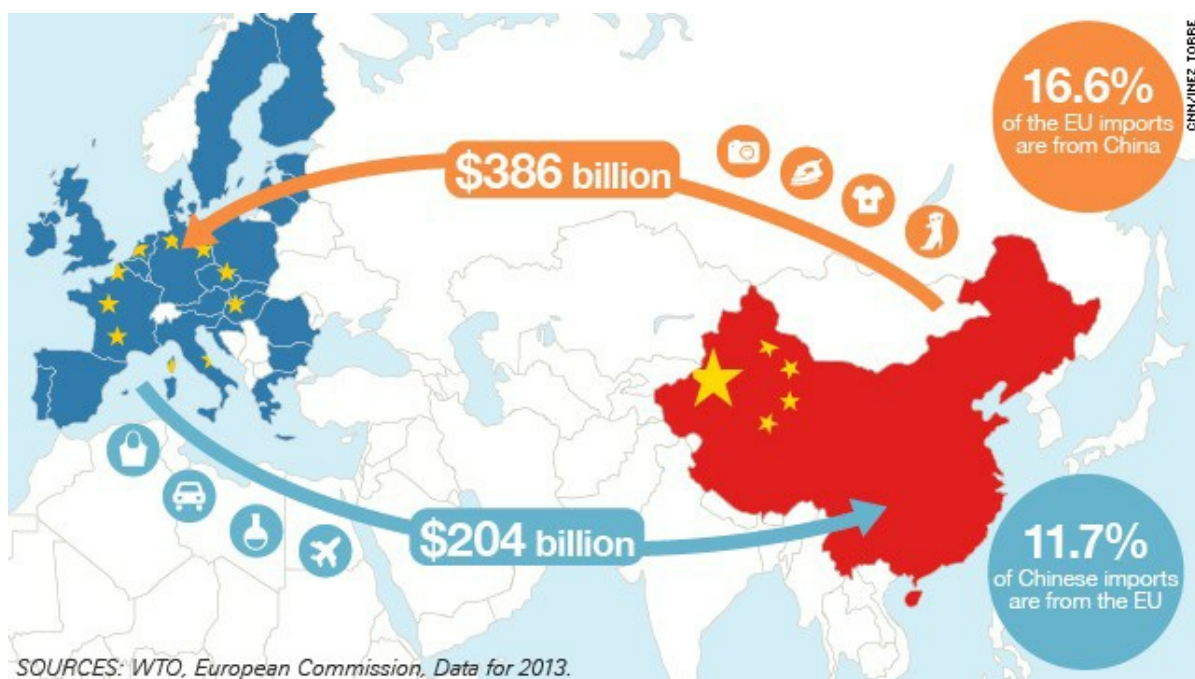 CNN/INEZ TORRE
16.6%
of the EU imports
are from China
$386 billion
$204 billion
11.7%
of Chinese imports
are from the EU
SOURCES: WTO, European Commission, Data for 2013.